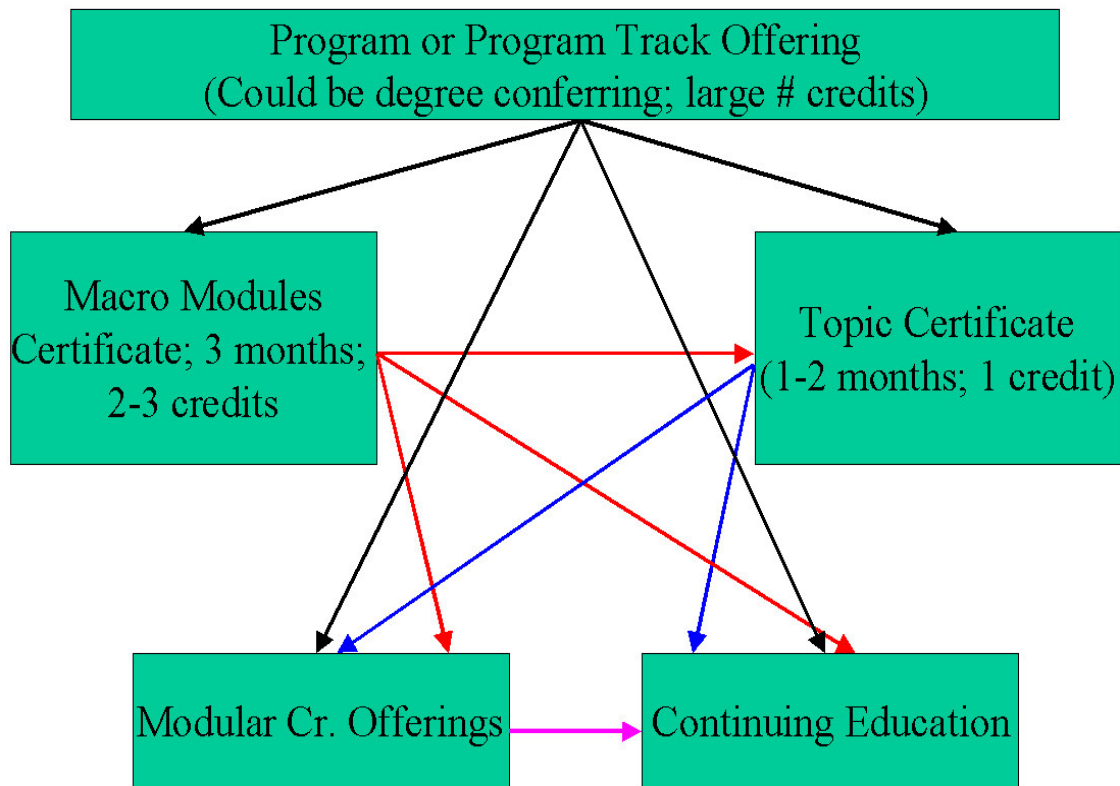 Program or Program Track Offering
(Could be degree conferring; large # credits)
Macro Modules
Certificate; 3 months;
2-3 credits
Topic Certificate
(1-2 months; 1 credit)
Modular Cr. Offerings
Continuing Education